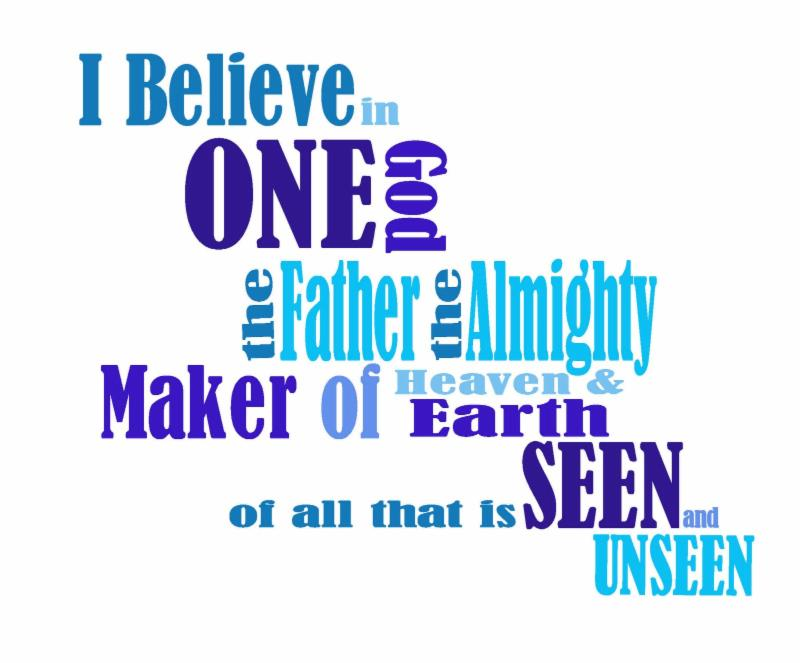 I Believe in
ONE God
the Father the Almighty
Maker of Heaven &
Earth
of all that is SEEN and
UNSEEN